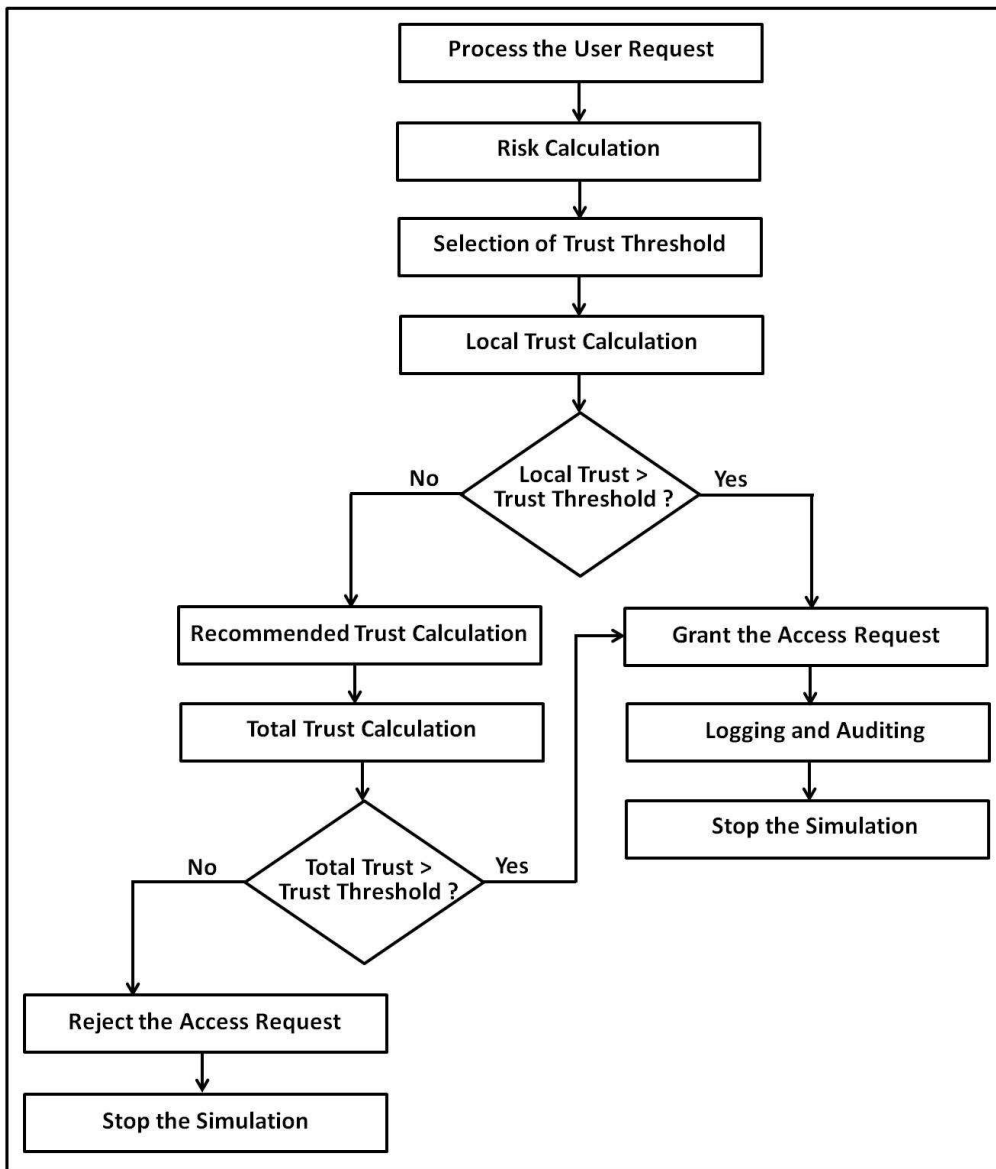 Process the User Request
Risk Calculation
Selection of Trust Threshold
Local Trust Calculation
No
Local Trust >
Trust Threshold ?
Yes
Recommended Trust Calculation
Grant the Access Request
Total Trust Calculation
Logging and Auditing
Stop the Simulation
No
Total Trust >
Trust Threshold ?
Yes
Reject the Access Request
Stop the Simulation